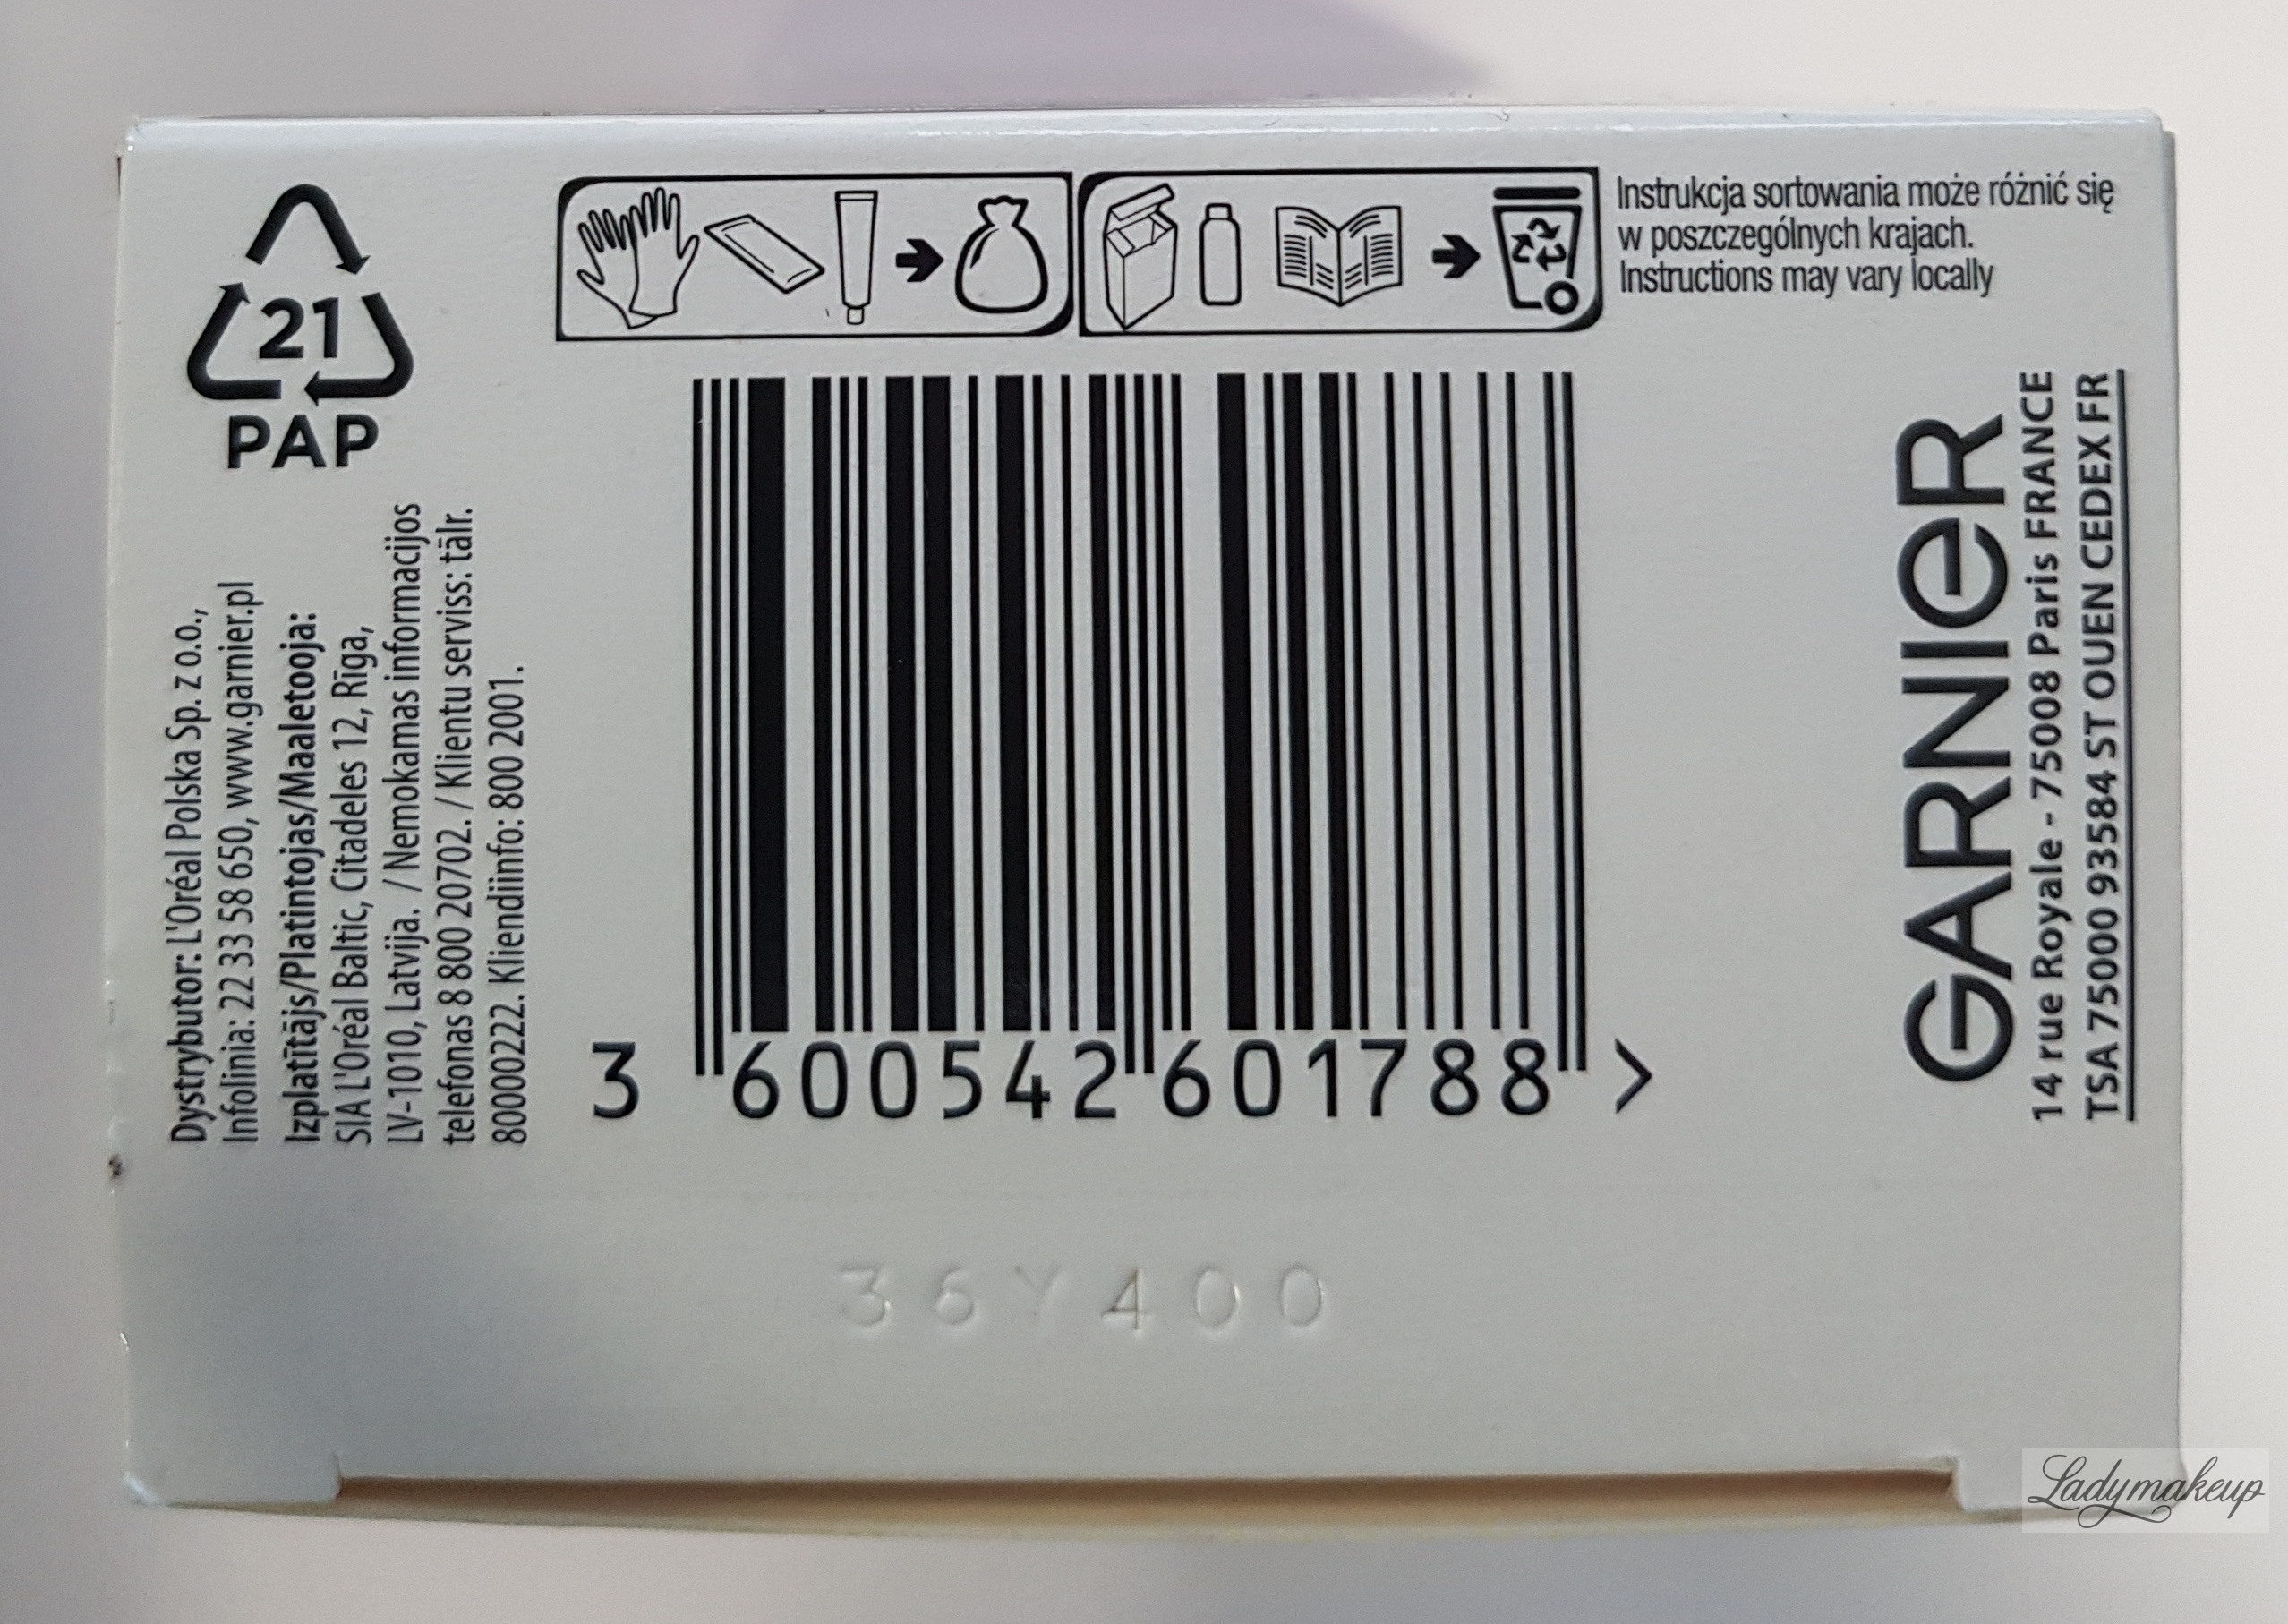 21
PAP
Instrukcja sortowania może różnić się
w poszczególnych krajach.
Instructions may vary locally
Dystrybutor: L'Oréal Polska Sp. z o.o.,
Infolinia: 22 33 58 650, www.garnier.pl
Izplatītājs/Platintojas/Maaletooja:
SIA L'Oréal Baltic, Citadeles 12, Rīga,
LV-1010, Latvija. / Nemokamas informacijos
telefonas 8 800 20702. / Klientu serviss: tālr.
80000222. Kliendiinfo: 800 2001.
3 600542 601788 >
GARNIER
14 rue Royale - 75008 Paris FRANCE
TSA 75000 93584 ST OUEN CEDEX FR
36Y400
Ladymakeup